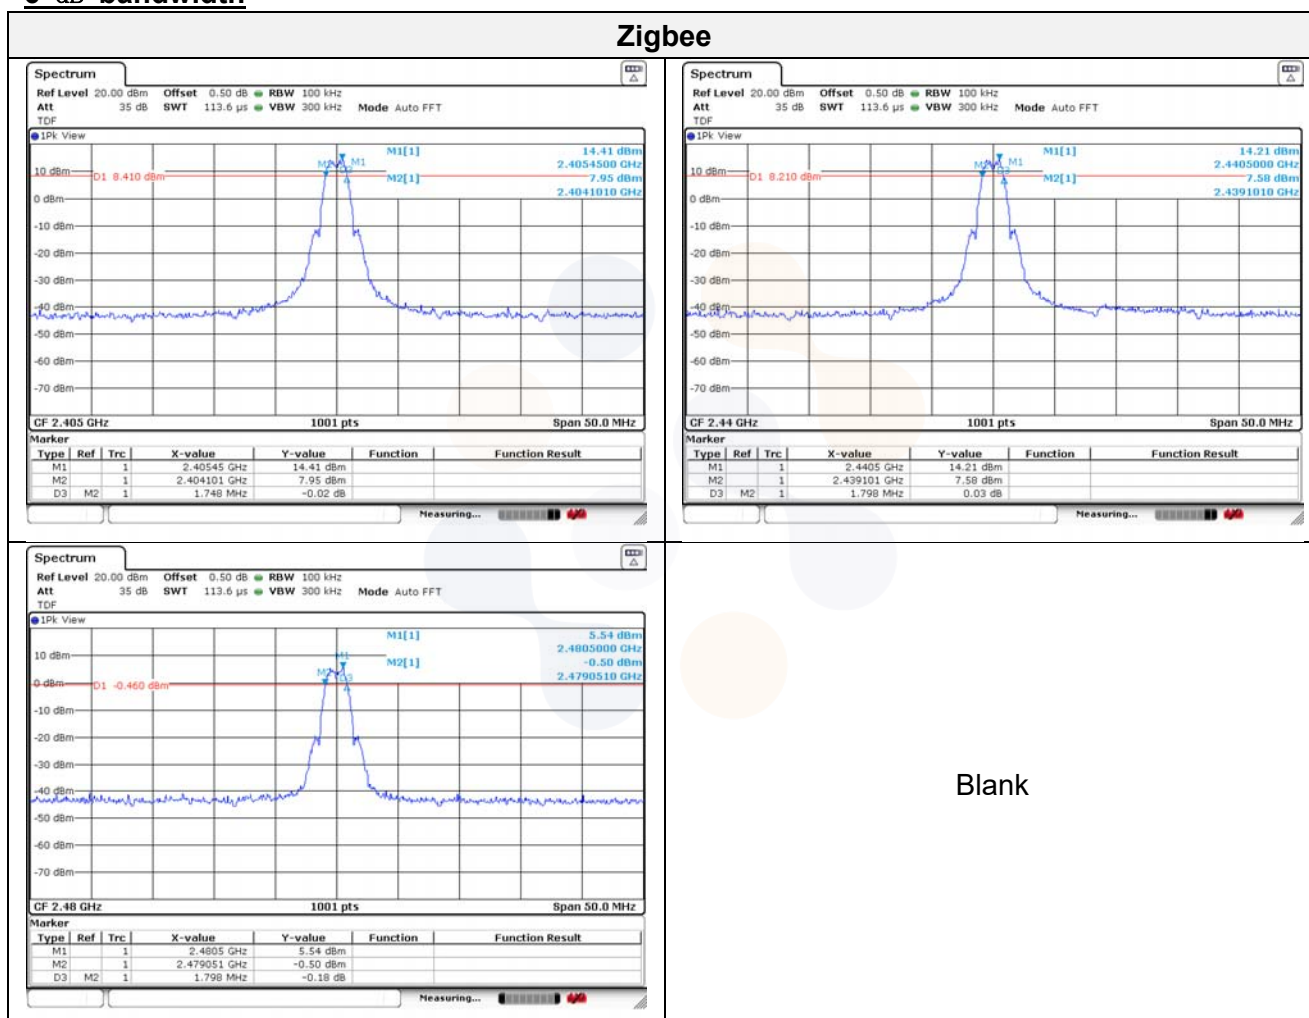 bandwidth
Zigbee
Spectrum
Ref Level 20.00 dBm Offset 0.50 dB RBW 100 kHz
Att 35 dB SWT 113.6 µs VBW 300 kHz Mode Auto FFT
TDF
1Pk View
M1[1] 14.41 dBm
2.4054500 GHz
M2[1] 7.95 dBm
2.4041010 GHz
M1
D1 8.410 dBm
10 dBm
0 dBm
-10 dBm
-20 dBm
-30 dBm
-40 dBm
-50 dBm
-60 dBm
-70 dBm
CF 2.405 GHz 1001 pts Span 50.0 MHz
Marker
Type Ref Trc X-value Y-value Function Function Result
M1 1 2.40545 GHz 14.41 dBm
M2 1 2.404101 GHz 7.95 dBm
D3 M2 1 1.748 MHz -0.02 dB
Measuring...
Spectrum
Ref Level 20.00 dBm Offset 0.50 dB RBW 100 kHz
Att 35 dB SWT 113.6 µs VBW 300 kHz Mode Auto FFT
TDF
1Pk View
M1[1] 14.21 dBm
2.4405000 GHz
M2[1] 7.58 dBm
2.4391010 GHz
M1
D1 8.210 dBm
10 dBm
0 dBm
-10 dBm
-20 dBm
-30 dBm
-40 dBm
-50 dBm
-60 dBm
-70 dBm
CF 2.44 GHz 1001 pts Span 50.0 MHz
Marker
Type Ref Trc X-value Y-value Function Function Result
M1 1 2.4405 GHz 14.21 dBm
M2 1 2.439101 GHz 7.58 dBm
D3 M2 1 1.798 MHz 0.03 dB
Measuring...
Spectrum
Ref Level 20.00 dBm Offset 0.50 dB RBW 100 kHz
Att 35 dB SWT 113.6 µs VBW 300 kHz Mode Auto FFT
TDF
1Pk View
M1[1] 5.54 dBm
2.4805000 GHz
M2[1] -0.50 dBm
2.4790510 GHz
M1
D1 -0.460 dBm
10 dBm
0 dBm
-10 dBm
-20 dBm
-30 dBm
-40 dBm
-50 dBm
-60 dBm
-70 dBm
CF 2.48 GHz 1001 pts Span 50.0 MHz
Marker
Type Ref Trc X-value Y-value Function Function Result
M1 1 2.4805 GHz 5.54 dBm
M2 1 2.479051 GHz -0.50 dBm
D3 M2 1 1.798 MHz -0.18 dB
Measuring...
Blank